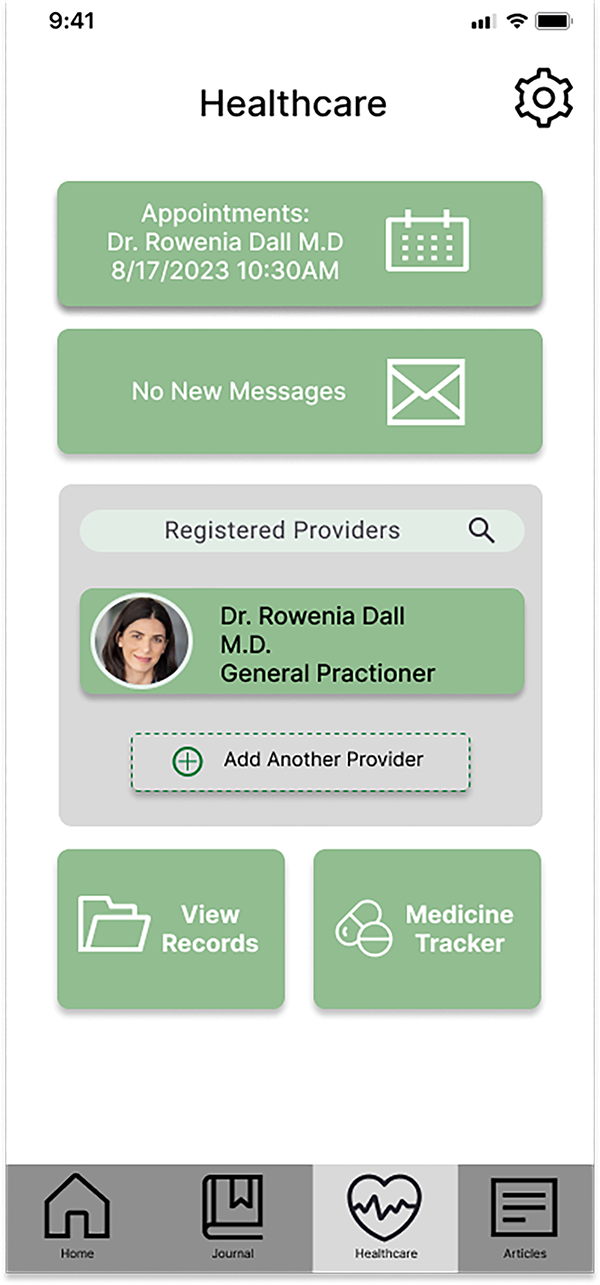 9:41
Healthcare
Appointments:
Dr. Rowenia Dall M.D
8/17/2023 10:30AM
No New Messages
Registered Providers
Dr. Rowenia Dall
M.D.
General Practioner
Add Another Provider
View
Records
Medicine
Tracker
Home
Journal
Healthcare
Articles